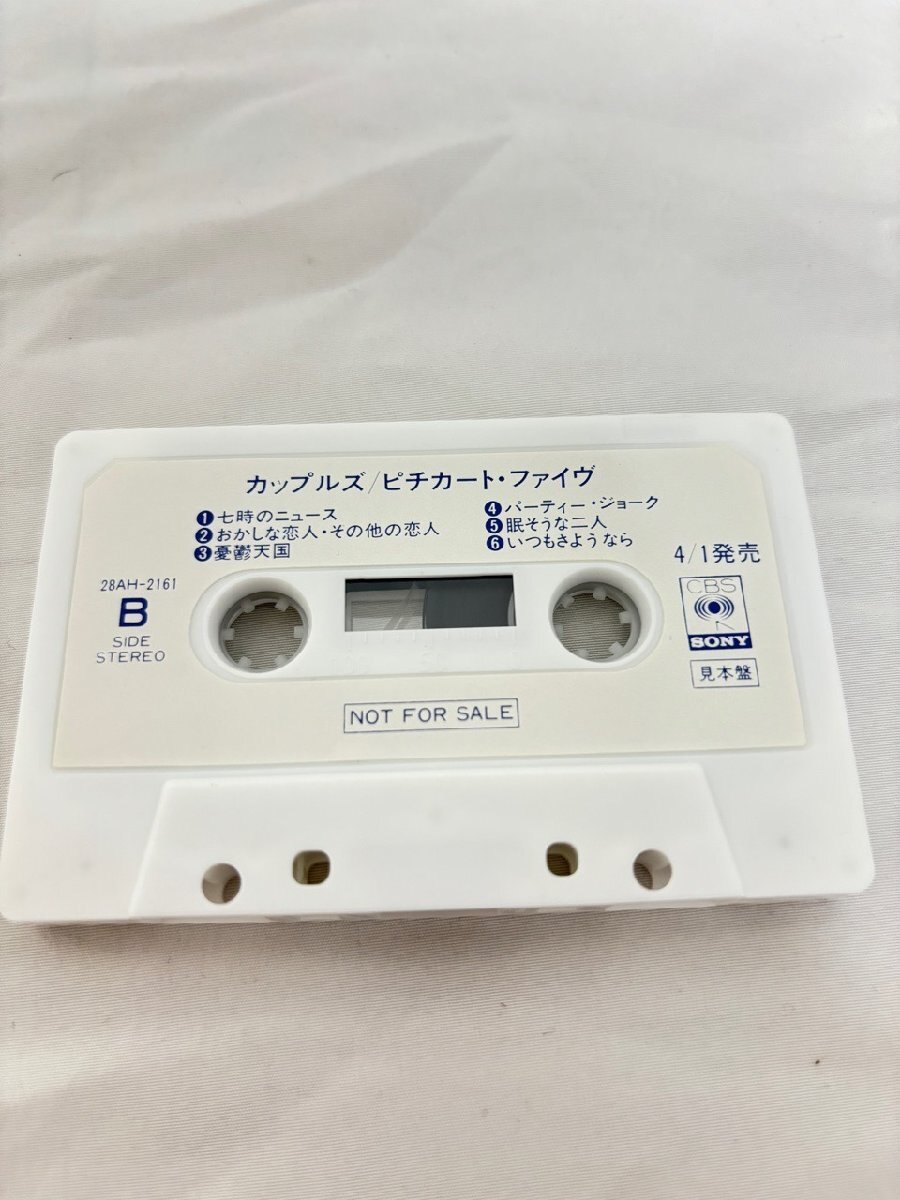 カップルズ/ピチカート・ファイヴ
❶七時のニュース
❷おかしな恋人・その他の恋人
❸憂鬱天国
❹パーティー・ジョーク
❺眠そうな二人
❻いつもさようなら
4/1発売
28AH-2161
B
SIDE
STEREO
CBS
SONY
見本盤
NOT FOR SALE